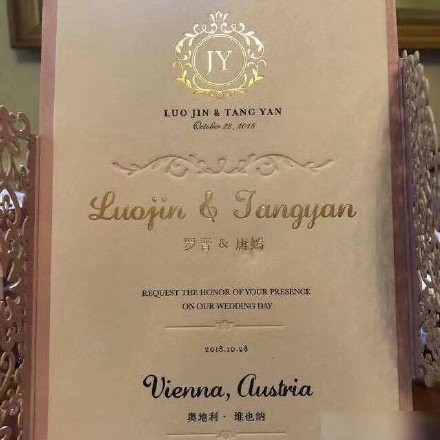 JY
LUO JIN & TANG YAN
October 28, 2018
Luojin & Tangyan
罗晋 & 唐嫣
REQUEST THE HONOR OF YOUR PRESENCE
ON OUR WEDDING DAY
2018.10-28
Vienna, Austria
奥地利 · 维也纳